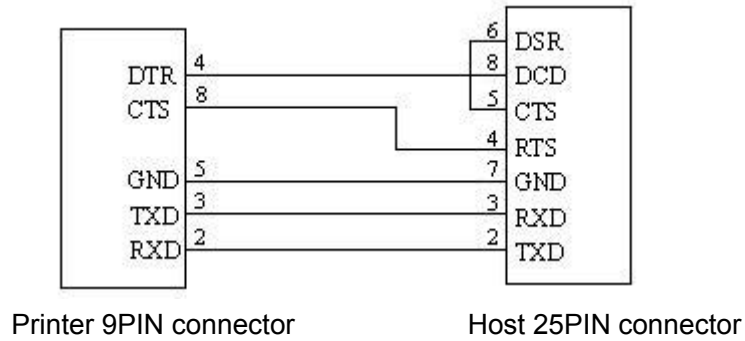 6 DSR
DTR 4 8 DCD
CTS 8 5 CTS
4 RTS
GND 5 7 GND
TXD 3 3 RXD
RXD 2 2 TXD
Printer 9PIN connector Host 25PIN connector